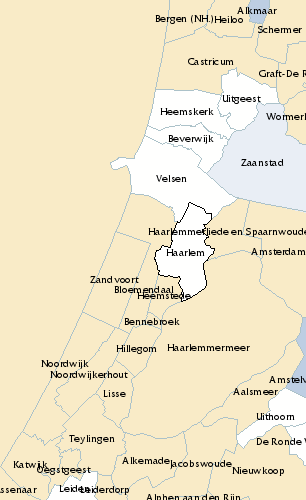 Alkmaar
Bergen (NH.)
Heiloo
Schermer
Castricum
Graft-De R
Uitgeest
Heemskerk
Womerl
Beverwijk
Zaanstad
Velsen
Haarlemmerliede en Spaarnwoude
Haarlem
Amsterdam
Zandvoort
Bloemendaal
Heemstede
Bennebroek
Hillegom
Haarlemmermeer
Noordwijk
Noordwijkerhout
Amstelv
Aalsmeer
Lisse
Uithoorn
Teylingen
De Ronde V
Katwijk
Alkemade
Jacobswoude
Oegstgeest
Nieuwkoop
assenaar
Leiden
Leiderdorp
Alphen aan den Rijn